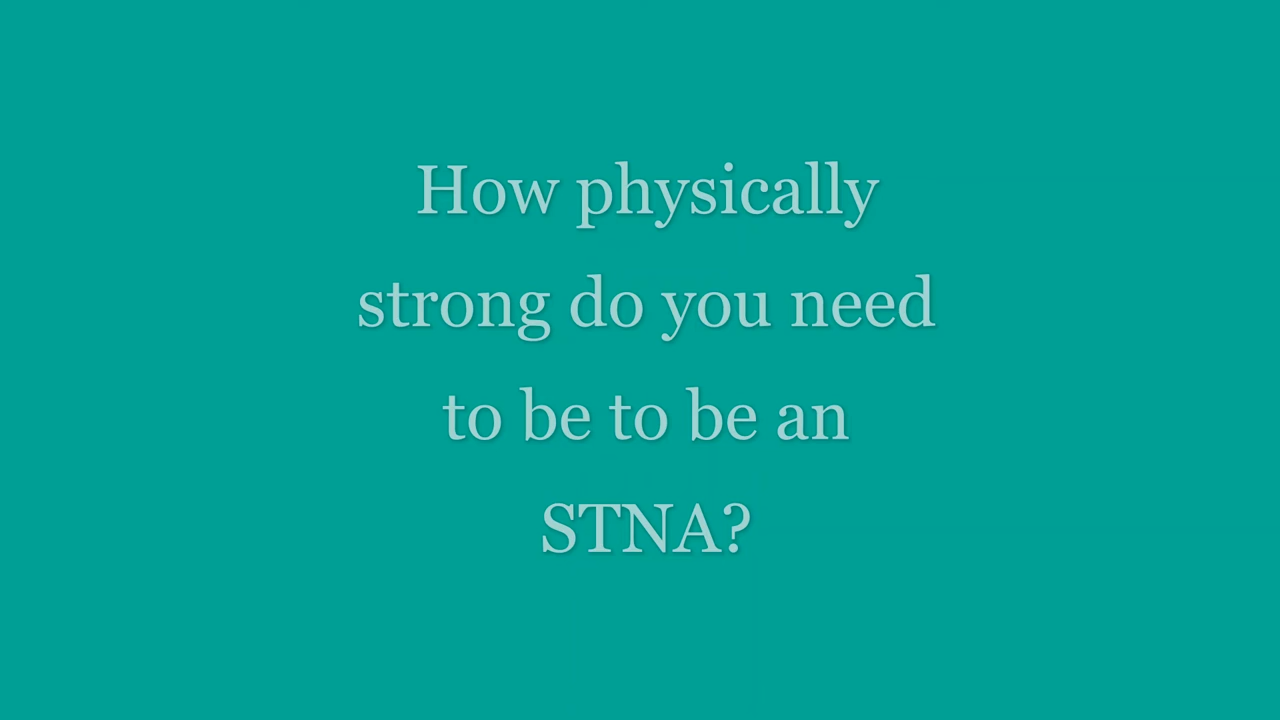 How physically
strong do you need
to be to be an
STNA?